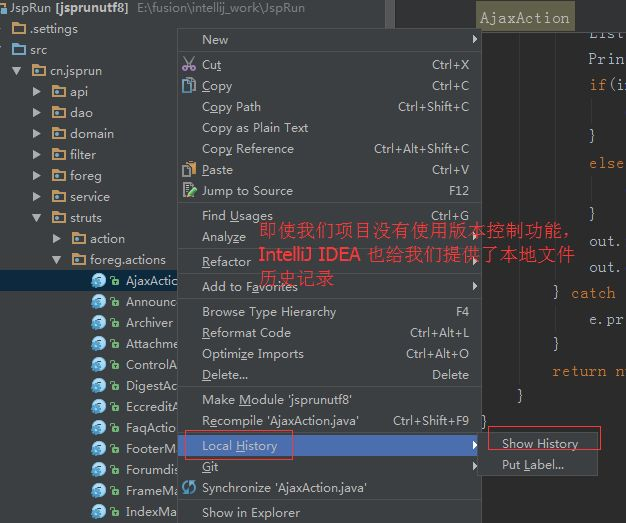 JspRun [jsprunutf8] E:\fusion\intellij_work\JspRun
.settings
src
cn.jsprun
api
dao
domain
filter
foreg
service
struts
action
foreg.actions
AjaxActio
Announc
Archiver
Attachme
ControlA
DigestAc
EccreditA
FaqActio
FooterMa
Forumdis
FrameMa
IndexMa
New
Cut Ctrl+X
Copy Ctrl+C
Copy Path Ctrl+Shift+C
Copy as Plain Text
Copy Reference Ctrl+Alt+Shift+C
Paste Ctrl+V
Jump to Source F12
Find Usages Ctrl+G
Analyze
Refactor
Add to Favorites
Browse Type Hierarchy F4
Reformat Code Ctrl+Alt+L
Optimize Imports Ctrl+Alt+O
Delete... Delete
Make Module 'jsprunutf8'
Recompile 'AjaxAction.java' Ctrl+Shift+F9
Local History
Git
Synchronize 'AjaxAction.java'
Show in Explorer
Show History
Put Label...
即使我们项目没有使用版本控制功能，
IntelliJ IDEA 也给我们提供了本地文件
历史记录
AjaxAction
List
Prin
if(i
}
else
}
out.
out.
} catch
e.pr
}
return nu
}
}